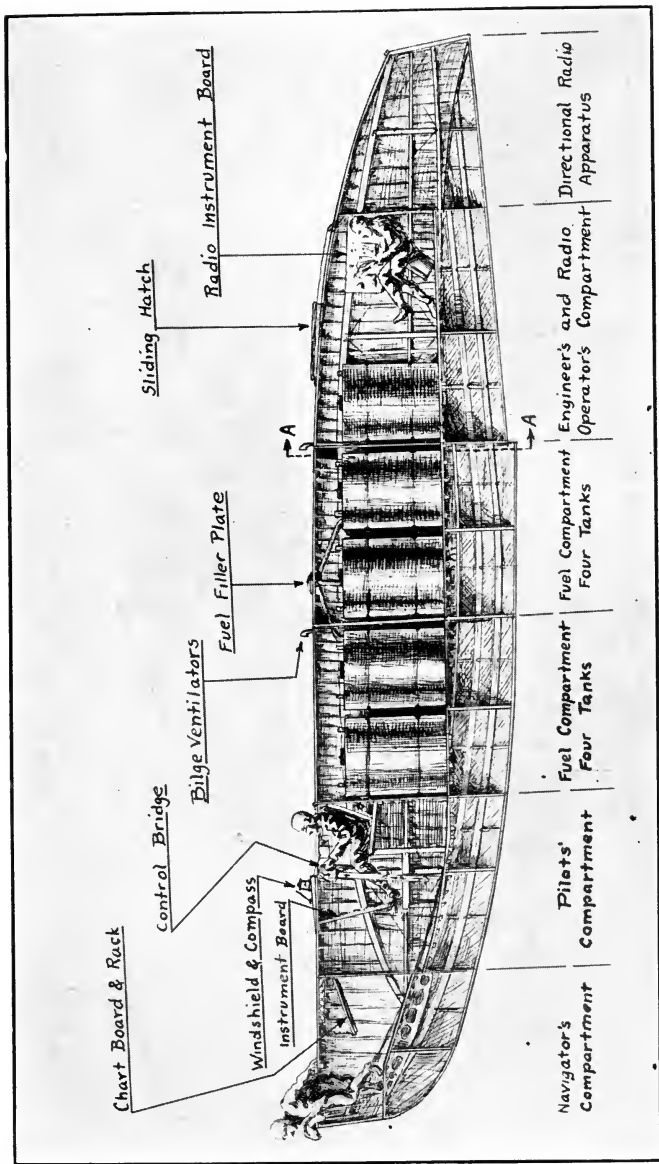 Chart Board & Rack
Control Bridge
Windshield & Compass
Instrument Board
Bilge Ventilators
Fuel Filler Plate
Sliding Hatch
Radio Instrument Board
A
A
Navigator's
Compartment
Pilots'
Compartment
Fuel Compartment
Four Tanks
Fuel Compartment
Four Tanks
Engineer's and Radio
Operator's Compartment
Directional Radio
Apparatus